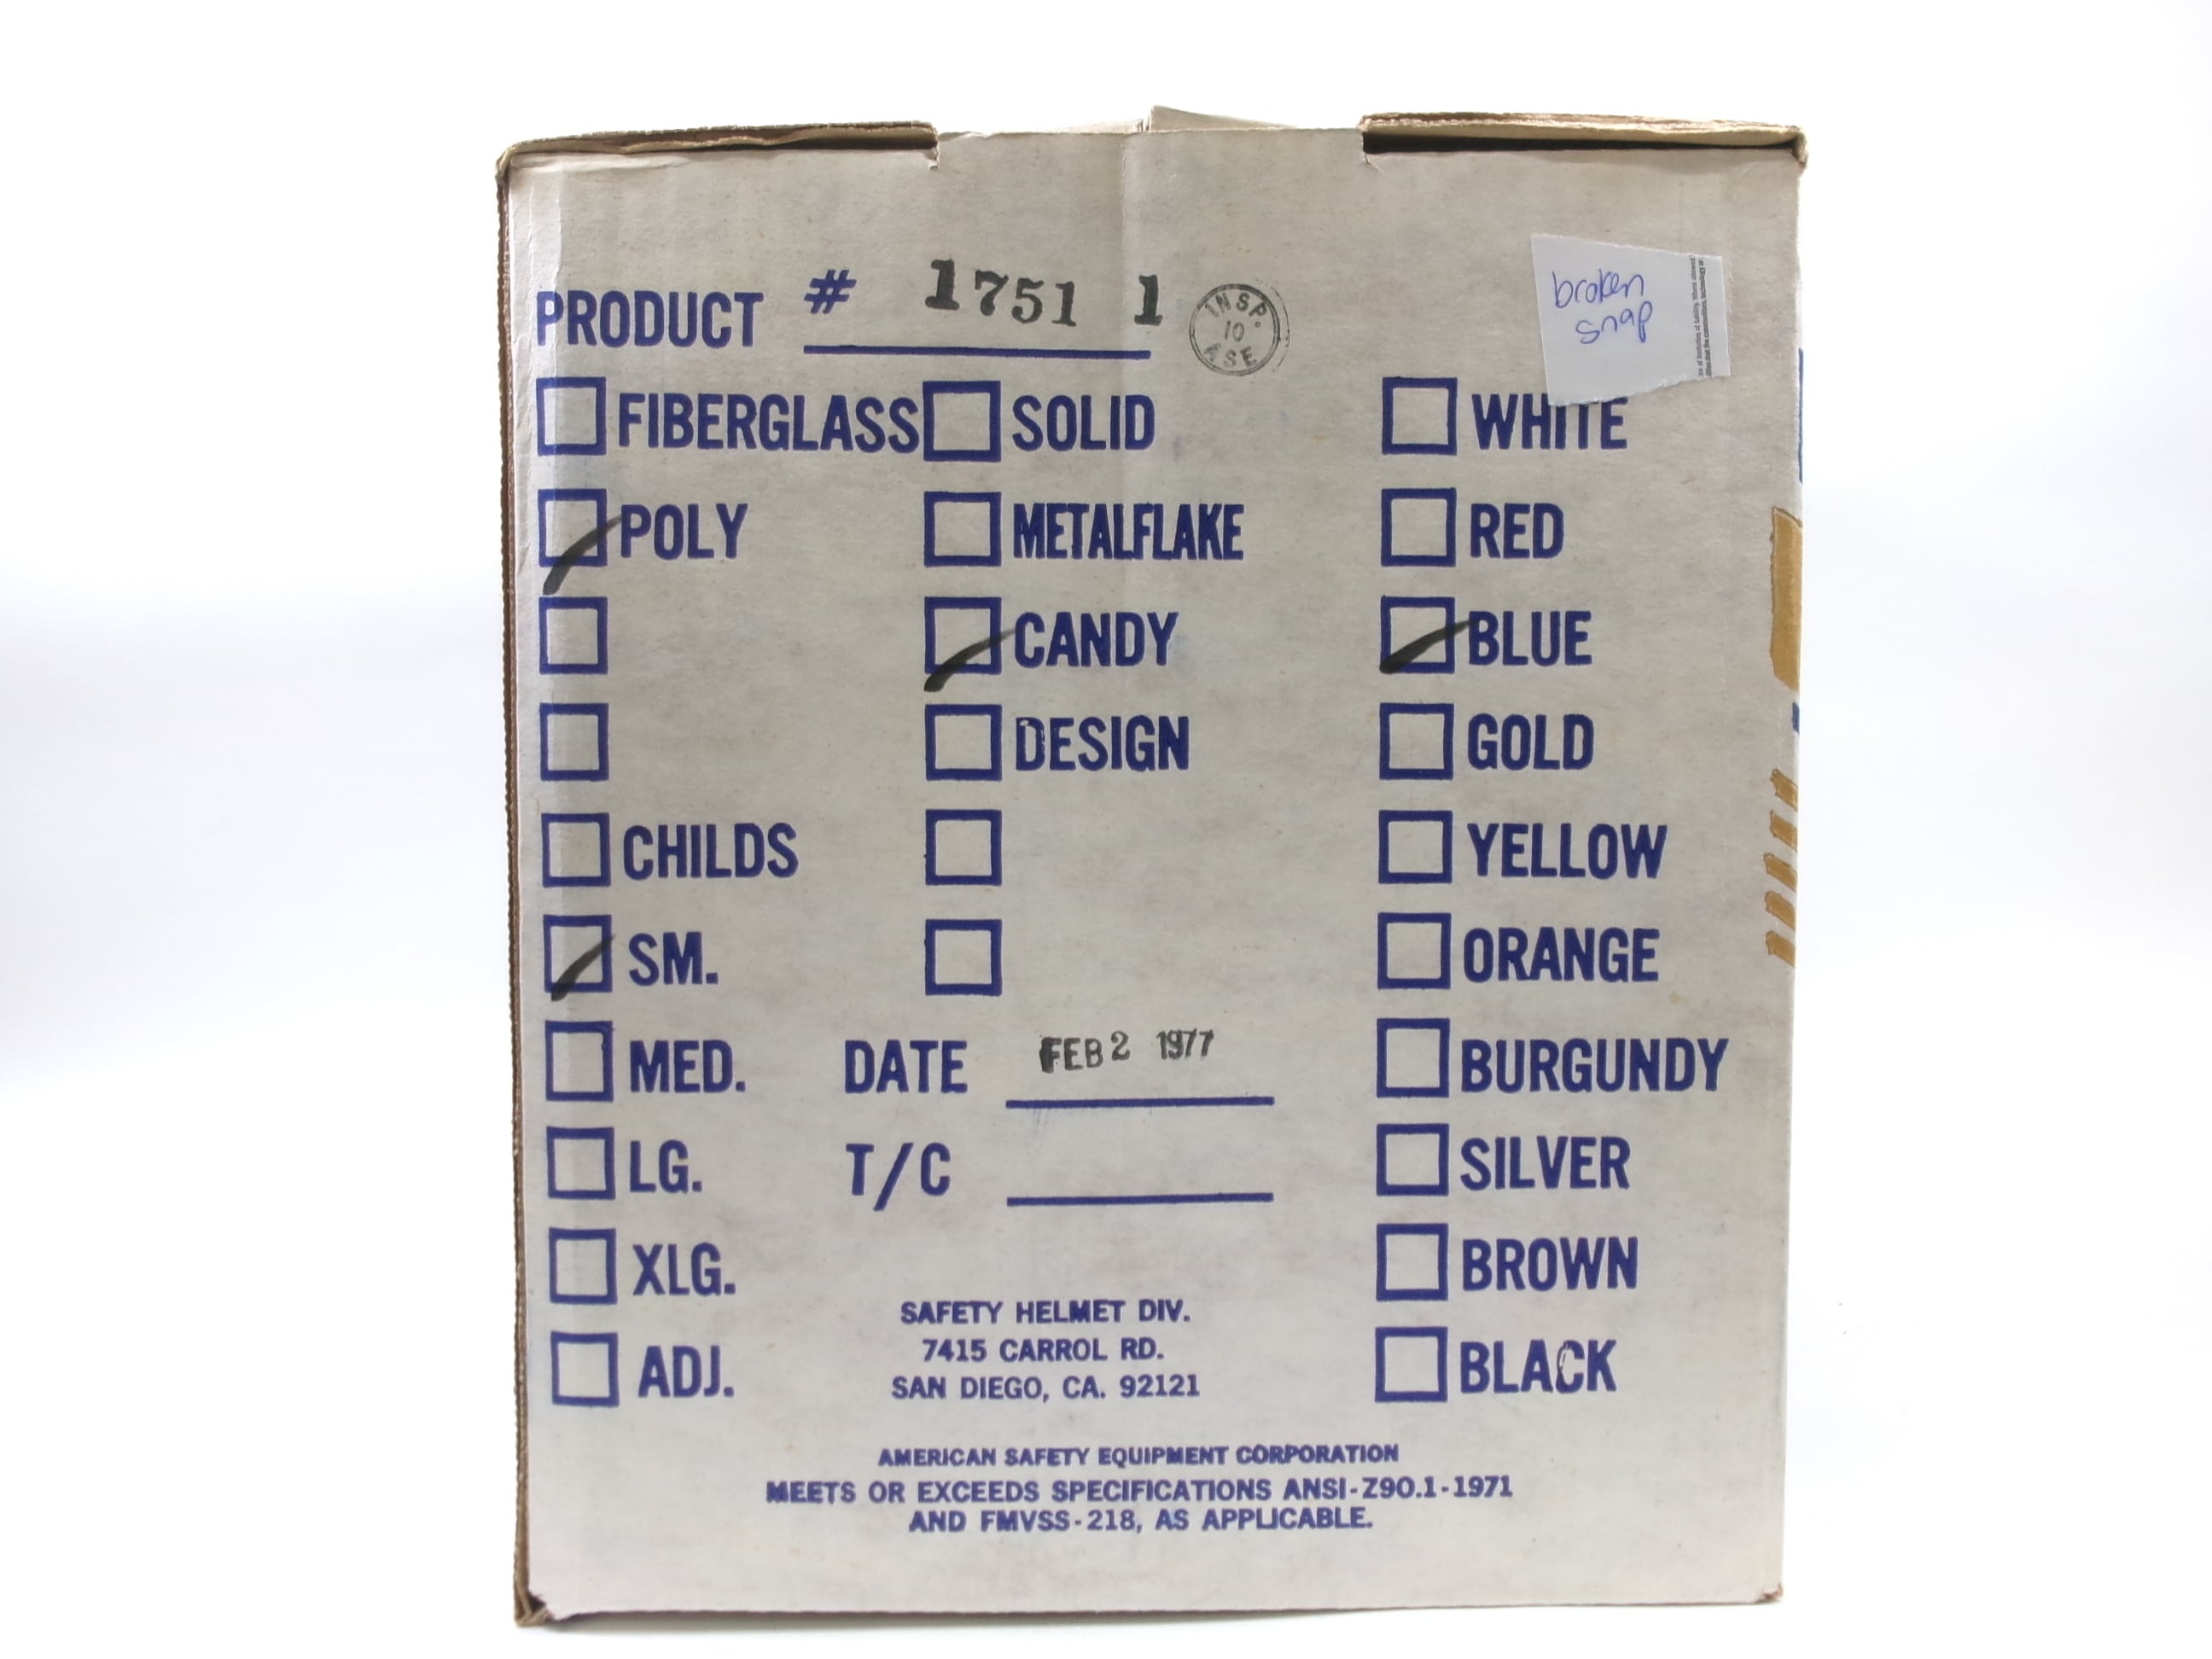 PRODUCT # 1751 1
INSP.
10
ASE
broken
snap
FIBERGLASS
POLY
CHILDS
SM.
MED.
LG.
XLG.
ADJ.
SOLID
METALFLAKE
CANDY
DESIGN
DATE FEB 2 1977
T/C
WHITE
RED
BLUE
GOLD
YELLOW
ORANGE
BURGUNDY
SILVER
BROWN
BLACK
SAFETY HELMET DIV.
7415 CARROL RD.
SAN DIEGO, CA. 92121
AMERICAN SAFETY EQUIPMENT CORPORATION
MEETS OR EXCEEDS SPECIFICATIONS ANSI-Z90.1-1971
AND FMVSS-218, AS APPLICABLE.